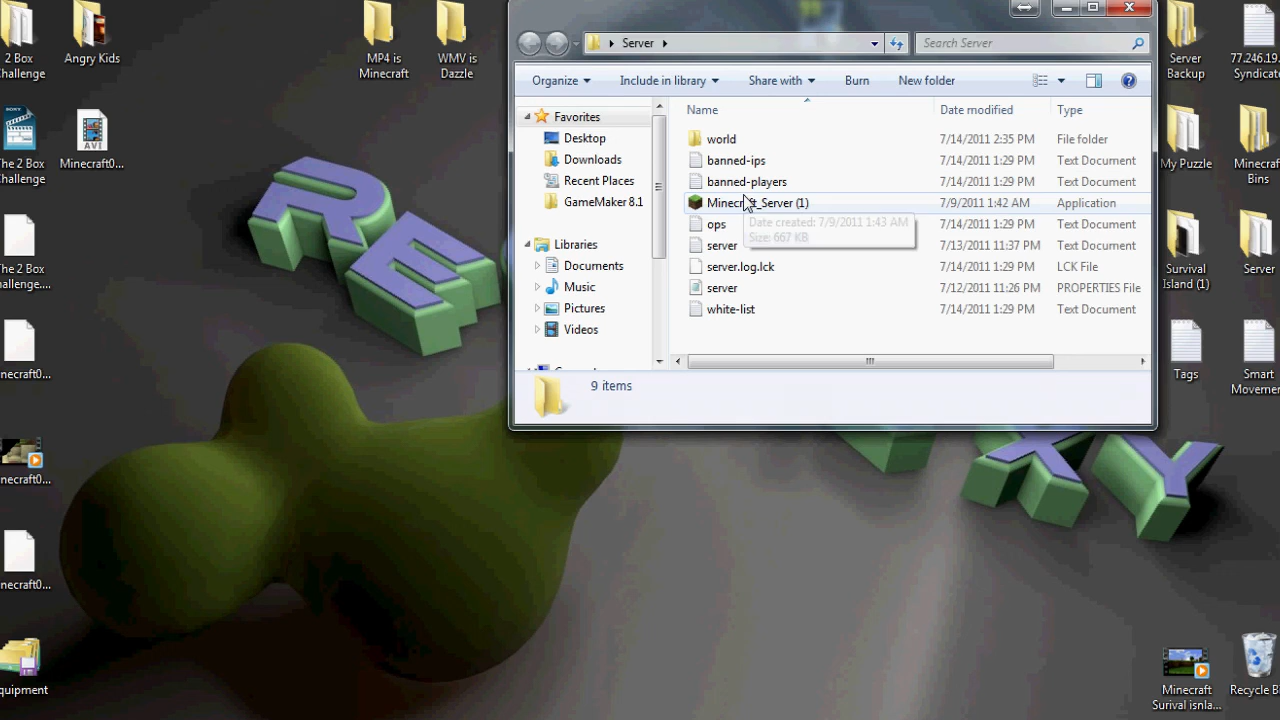 2 Box
Challenge
Angry Kids
MP4 is
Minecraft
WMV is
Dazzle
The 2 Box
Challenge
Minecraft0...
he 2 Box
hallenge....
inecraft0...
inecraft0...
inecraft0...
quipment
RE
XY
Server
Search Server
Organize
Include in library
Share with
Burn
New folder
Name
Date modified
Type
Favorites
Desktop
Downloads
Recent Places
GameMaker 8.1
Libraries
Documents
Music
Pictures
Videos
world 7/14/2011 2:35 PM File folder
banned-ips 7/14/2011 1:29 PM Text Document
banned-players 7/14/2011 1:29 PM Text Document
Minecraft_Server (1) 7/9/2011 1:42 AM Application
ops 7/14/2011 1:29 PM Text Document
server 7/13/2011 11:37 PM Text Document
server.log.lck 7/14/2011 1:29 PM LCK File
server 7/12/2011 11:26 PM PROPERTIES File
white-list 7/14/2011 1:29 PM Text Document
Date created: 7/9/2011 1:43 AM
Size: 667 KB
9 items
Server
Backup
77.246.19.
Syndicat
My Puzzle
Minecraf
Bins
Survival
Island (1)
Server
Tags
Smart
Movemen
Minecraft
Surival isnla...
Recycle B